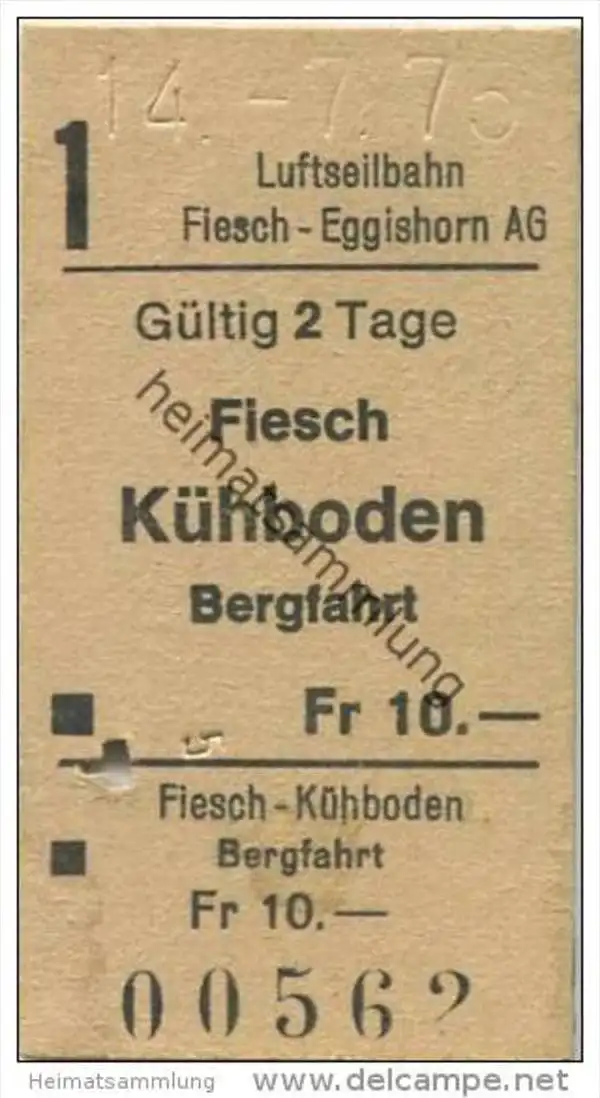 14.-7.7
1
Luftseilbahn
Fiesch-Eggishorn AG
Gültig 2 Tage
Fiesch
Kühboden
Bergfahrt
Fr 10.—
Fiesch-Kühboden
Bergfahrt
Fr 10.—
00562
heimatsammlung
Heimatsammlung
www.delcampe.net